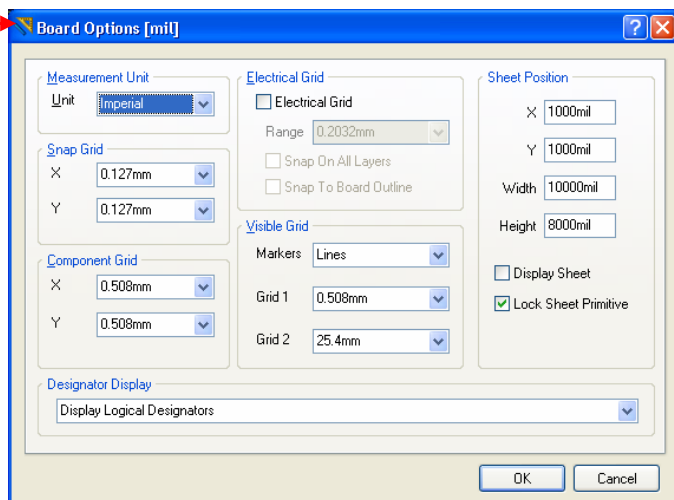 Board Options [mil]
Measurement Unit
Unit Imperial
Snap Grid
X 0.127mm
Y 0.127mm
Component Grid
X 0.508mm
Y 0.508mm
Electrical Grid
Electrical Grid
Range 0.2032mm
Snap On All Layers
Snap To Board Outline
Visible Grid
Markers Lines
Grid 1 0.508mm
Grid 2 25.4mm
Sheet Position
X 1000mil
Y 1000mil
Width 10000mil
Height 8000mil
Display Sheet
Lock Sheet Primitive
Designator Display
Display Logical Designators
OK Cancel